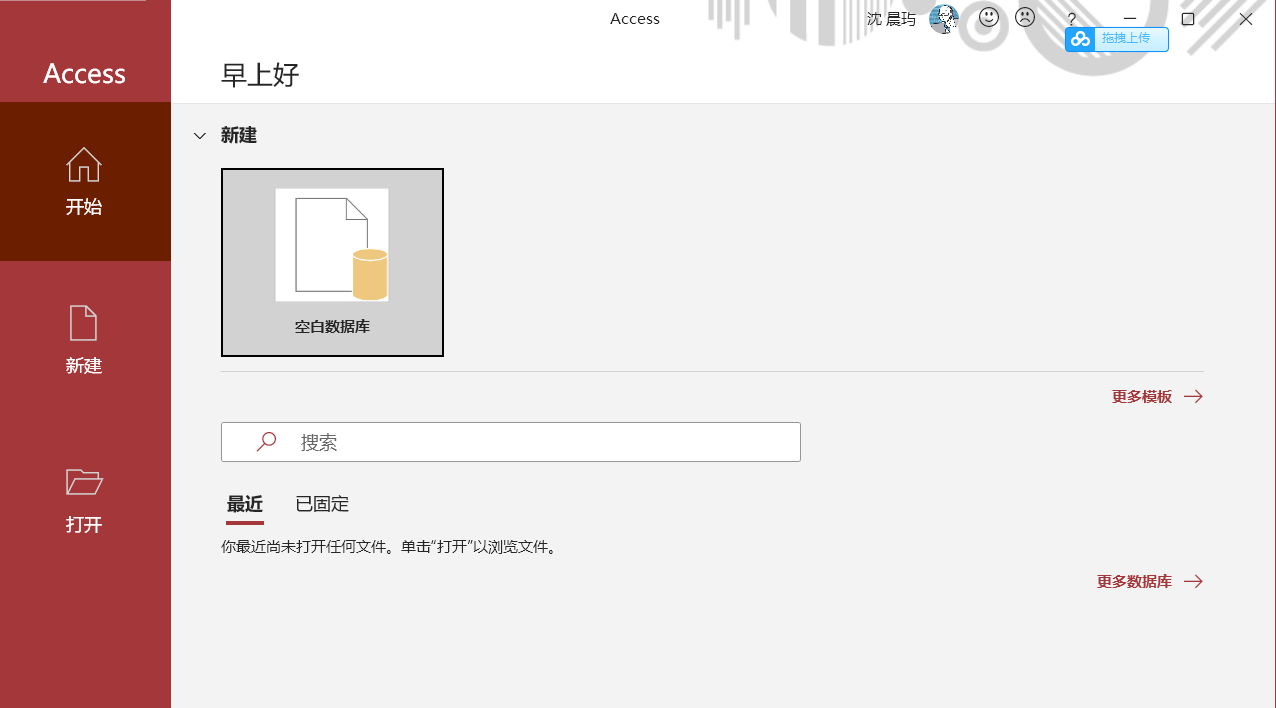 Access
沈 晨玙
?
拖拽上传
Access
早上好
开始
新建
打开
新建
空白数据库
更多模板
搜索
最近 已固定
你最近尚未打开任何文件。单击“打开”以浏览文件。
更多数据库